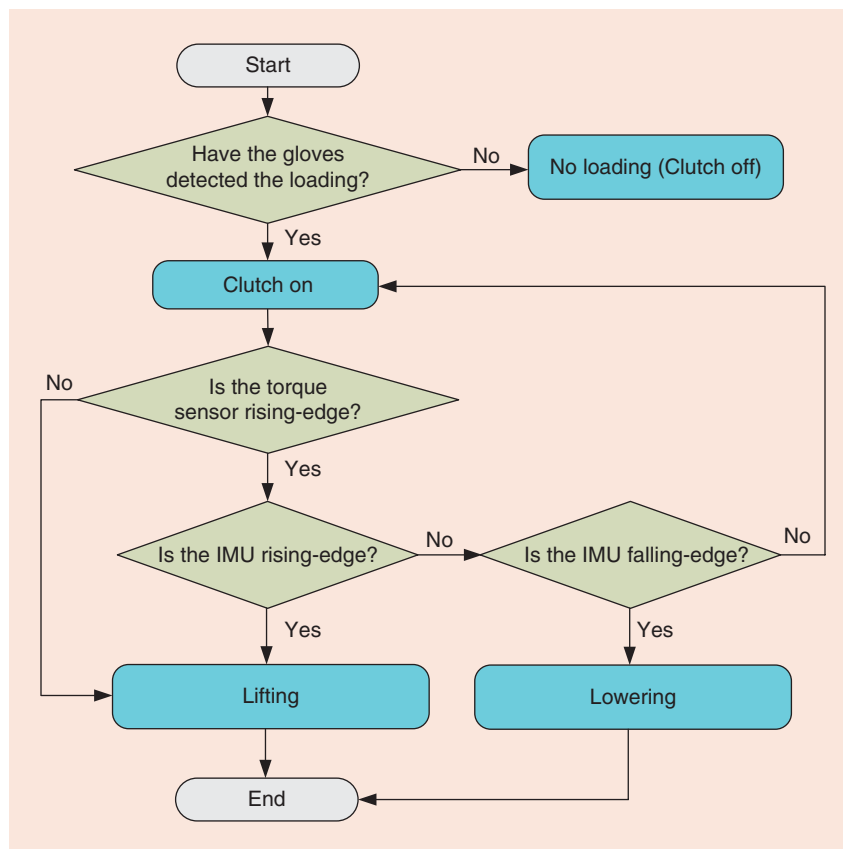 Start
Have the gloves
detected the loading?
No
No loading (Clutch off)
Yes
Clutch on
No
Is the torque
sensor rising-edge?
Yes
Is the IMU rising-edge?
No
Is the IMU falling-edge?
No
Yes
Yes
Lifting
Lowering
End